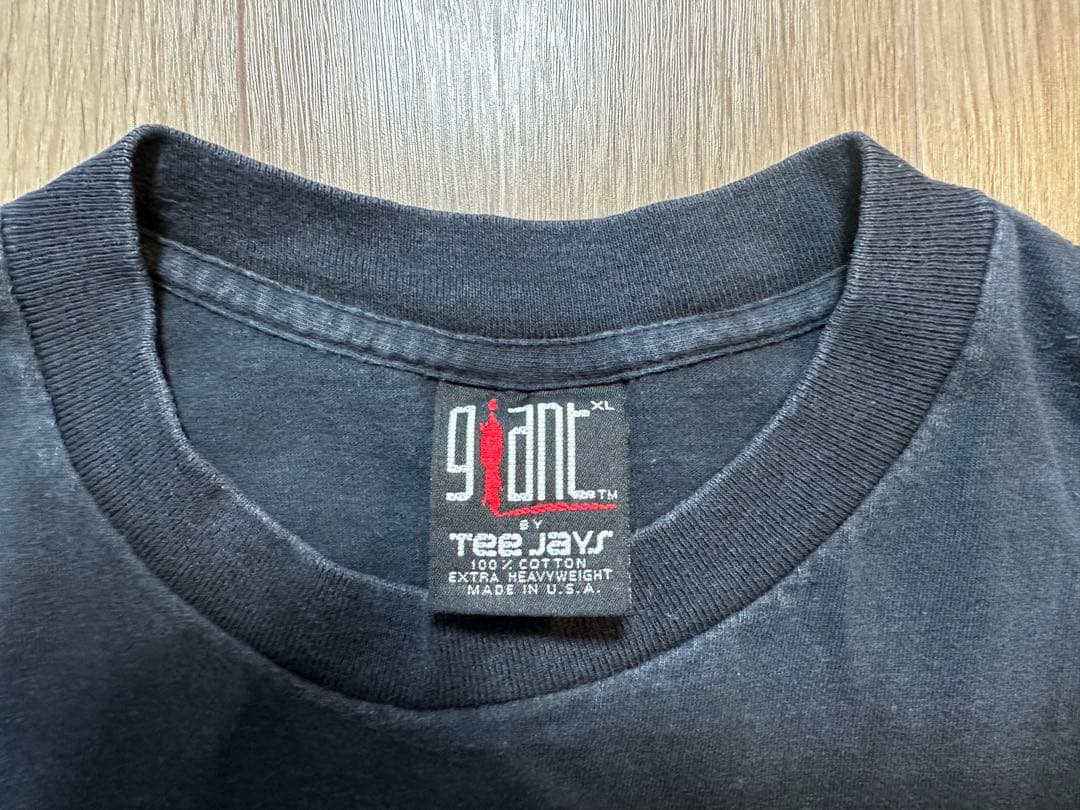 giant XL
TM
BY
Tee Jays
100% COTTON
EXTRA HEAVYWEIGHT
MADE IN U.S.A.